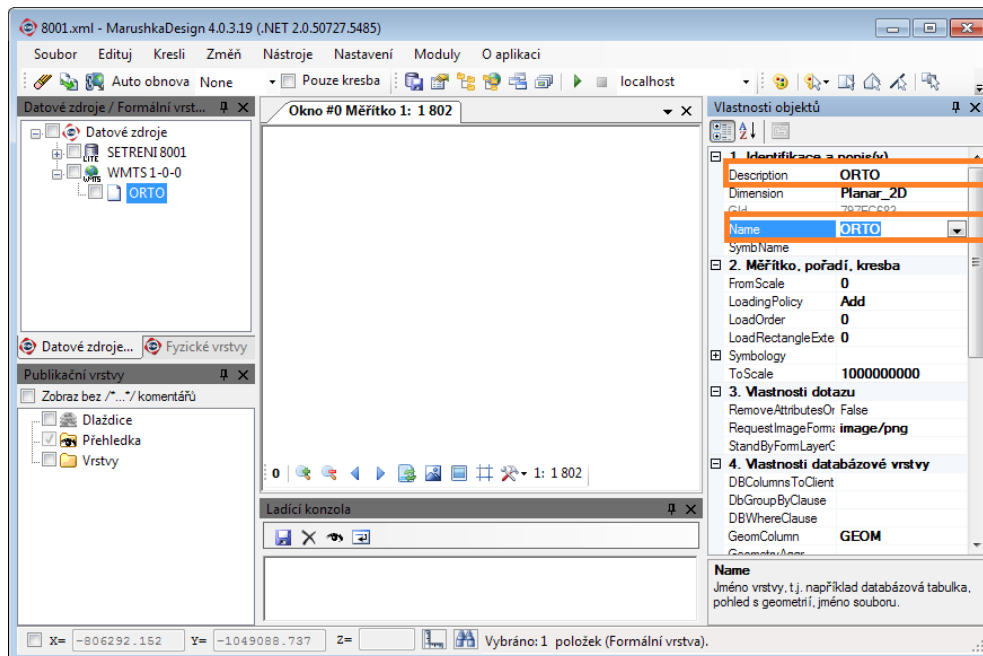 8001.xml - MarushkaDesign 4.0.3.19 (.NET 2.0.50727.5485)
Soubor Edituj Kresli Změň Nástroje Nastavení Moduly O aplikaci
Auto obnova None Pouze kresba localhost
Datové zdroje / Formální vrst...
Datové zdroje
SETRENI 8001
WMTS 1-0-0
ORTO
Datové zdroje... Fyzické vrstvy
Publikační vrstvy
Zobraz bez /*...*/ komentářů
Dlaždice
Přehledka
Vrstvy
Okno #0 Měřítko 1: 1 802
0 1: 1 802
Ladící konzola
Vlastnosti objektů
1. Identifikace a popis(y)
Description ORTO
Dimension Planar_2D
GId
Name ORTO
SymbName
2. Měřítko, pořadí, kresba
FromScale 0
LoadingPolicy Add
LoadOrder 0
LoadRectangleExte 0
Symbology
ToScale 1000000000
3. Vlastnosti dotazu
RemoveAttributesOr False
RequestImageForma image/png
StandByFormLayerG
4. Vlastnosti databázové vrstvy
DBColumnsToClient
DbGroupByClause
DBWhereClause
GeomColumn GEOM
GeometryAggr
Name
Jméno vrstvy, t.j. například databázová tabulka,
pohled s geometrií, jméno souboru.
X= -806292.152 Y= -1049088.737 Z= Vybráno: 1 položek (Formální vrstva).